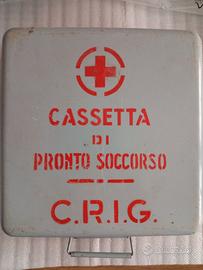 CASSETTA
DI
PRONTO SOCCORSO
C.R.I.G.